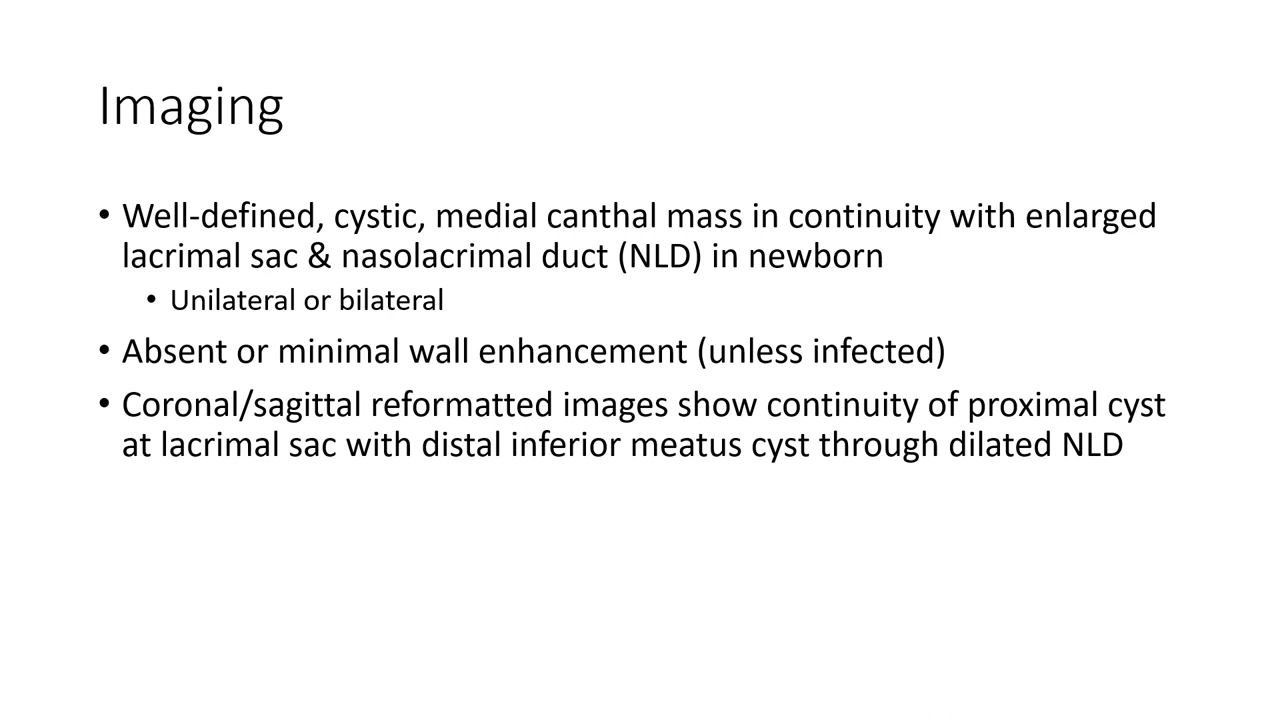 Imaging
• Well-defined, cystic, medial canthal mass in continuity with enlarged
lacrimal sac & nasolacrimal duct (NLD) in newborn
• Unilateral or bilateral
• Absent or minimal wall enhancement (unless infected)
• Coronal/sagittal reformatted images show continuity of proximal cyst
at lacrimal sac with distal inferior meatus cyst through dilated NLD